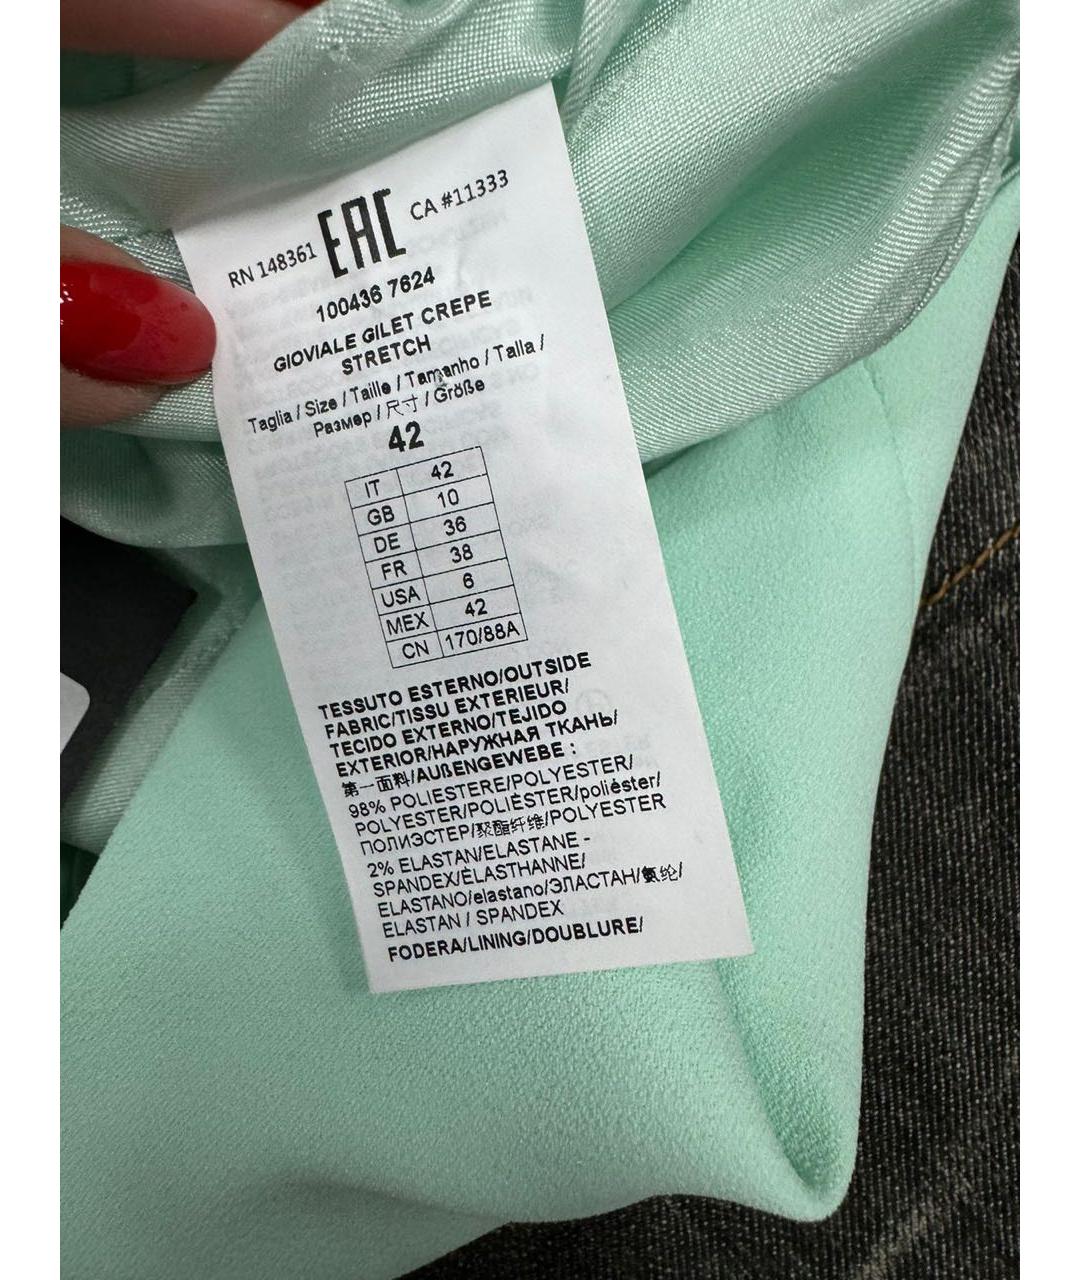 RN 148361 EAC CA #11333
100436 7624
GIOVIALE GILET CREPE
STRETCH
Taglia / Size / Taille / Tamanho / Talla /
Размер / 尺寸 / Größe
42
IT 42
GB 10
DE 36
FR 38
USA 6
MEX 42
CN 170/88A
TESSUTO ESTERNO/OUTSIDE
FABRIC/TISSU EXTERIEUR/
TECIDO EXTERNO/TEJIDO
EXTERIOR/НАРУЖНАЯ ТКАНЬ/
第一面料/AUßENGEWEBE :
98% POLIESTERE/POLYESTER/
POLYESTER/POLIÉSTER/poliéster/
ПОЛИЭСТЕР/聚酯纤维/POLYESTER
2% ELASTAN/ELASTANE -
SPANDEX/ÉLASTHANNE/
ELASTANO/elastano/ЭЛАСТАН/氨纶/
ELASTAN / SPANDEX
FODERA/LINING/DOUBLURE/